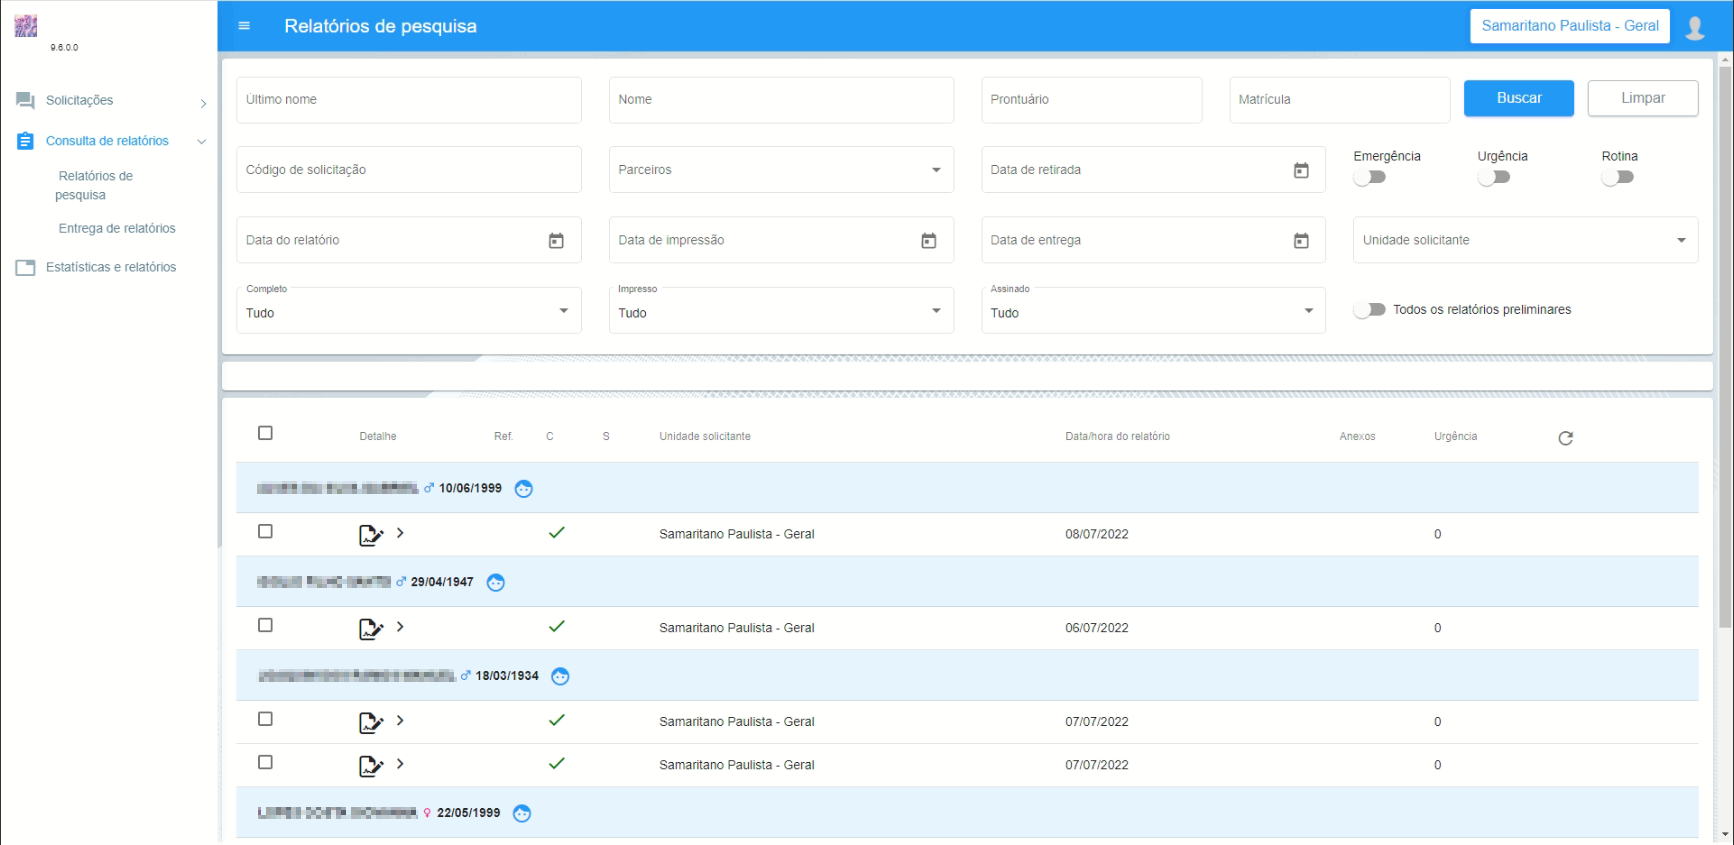 Relatórios de pesquisa
Samaritano Paulista - Geral
9.6.0.0
Solicitações
Consulta de relatórios
Relatórios de
pesquisa
Entrega de relatórios
Estatísticas e relatórios
Último nome
Nome
Prontuário
Matrícula
Buscar
Limpar
Código de solicitação
Parceiros
Data de retirada
Emergência
Urgência
Rotina
Data do relatório
Data de impressão
Data de entrega
Unidade solicitante
Completo
Tudo
Impresso
Tudo
Assinado
Tudo
Todos os relatórios preliminares
Detalhe
Ref.
C
S
Unidade solicitante
Data/hora do relatório
Anexos
Urgência
10/06/1999
Samaritano Paulista - Geral
08/07/2022
0
29/04/1947
Samaritano Paulista - Geral
06/07/2022
0
18/03/1934
Samaritano Paulista - Geral
07/07/2022
0
Samaritano Paulista - Geral
07/07/2022
0
22/05/1999